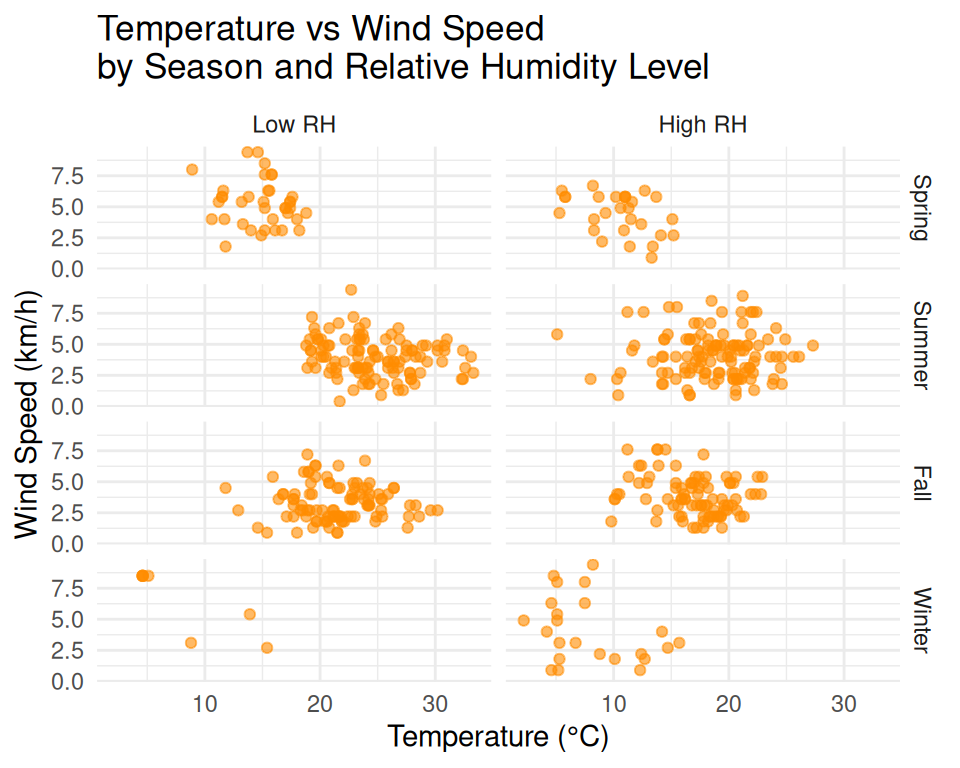 Temperature vs Wind Speed
by Season and Relative Humidity Level
Low RH
High RH
Wind Speed (km/h)
7.5
5.0
2.5
0.0
Spring
7.5
5.0
2.5
0.0
Summer
7.5
5.0
2.5
0.0
Fall
7.5
5.0
2.5
0.0
Winter
10 20 30
10 20 30
Temperature (°C)